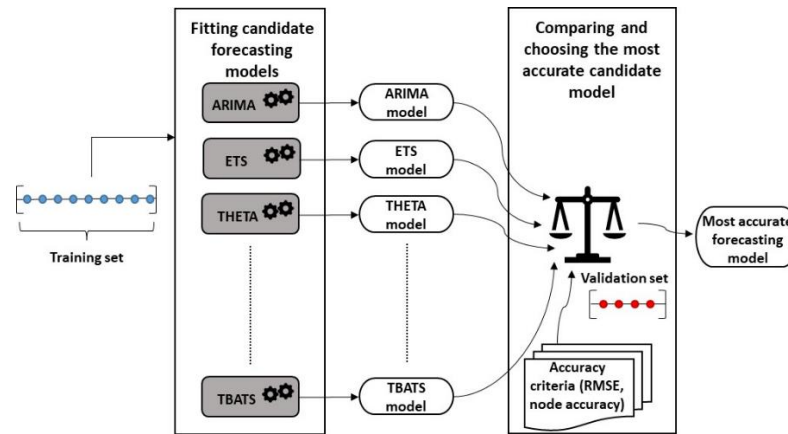 Fitting candidate
forecasting
models
Comparing and
choosing the most
accurate candidate
model
ARIMA
ARIMA
model
ETS
ETS
model
THETA
THETA
model
Training set
Most accurate
forecasting
model
Validation set
TBATS
TBATS
model
Accuracy
criteria (RMSE,
node accuracy)